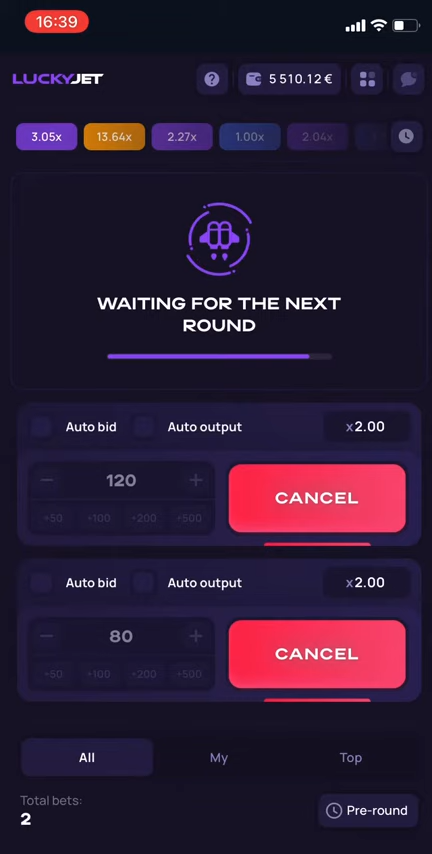 16:39
LUCKYJET
?
5 510.12 €
3.05x
13.64x
2.27x
1.00x
2.04x
WAITING FOR THE NEXT
ROUND
Auto bid
Auto output
x2.00
− 120 +
+50 +100 +200 +500
CANCEL
Auto bid
Auto output
x2.00
− 80 +
+50 +100 +200 +500
CANCEL
All
My
Top
Total bets:
2
Pre-round